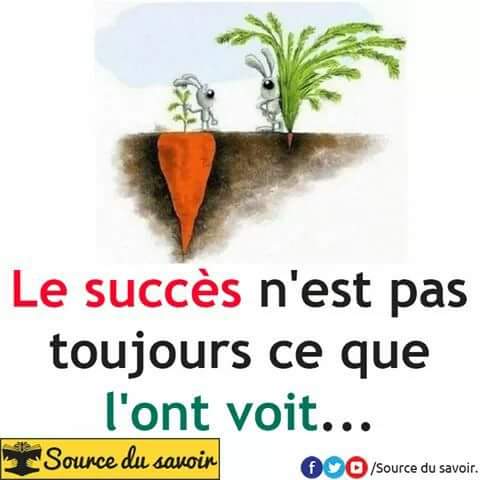 Le succès n'est pas
toujours ce que
l'ont voit...
Source du savoir
/Source du savoir.